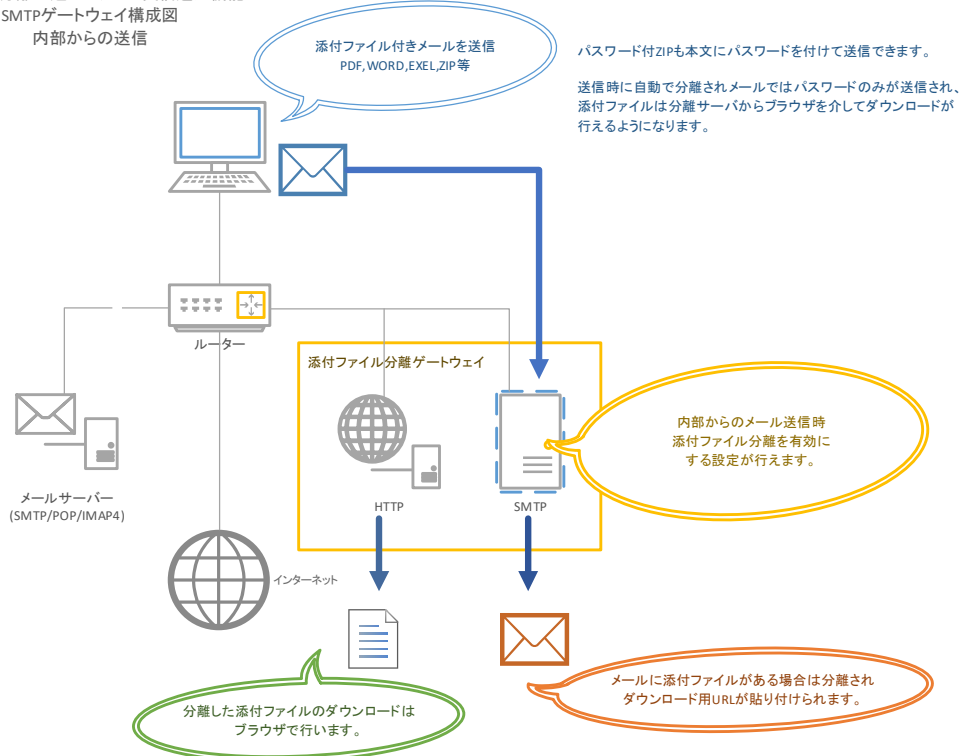 SMTPゲートウェイ構成図
内部からの送信
添付ファイル付きメールを送信
PDF,WORD,EXEL,ZIP等
パスワード付ZIPも本文にパスワードを付けて送信できます。
送信時に自動で分離されメールではパスワードのみが送信され、
添付ファイルは分離サーバからブラウザを介してダウンロードが
行えるようになります。
ルーター
添付ファイル分離ゲートウェイ
内部からのメール送信時
添付ファイル分離を有効に
する設定が行えます。
メールサーバー
(SMTP/POP/IMAP4)
HTTP
SMTP
インターネット
メールに添付ファイルがある場合は分離され
ダウンロード用URLが貼り付けられます。
分離した添付ファイルのダウンロードは
ブラウザで行います。